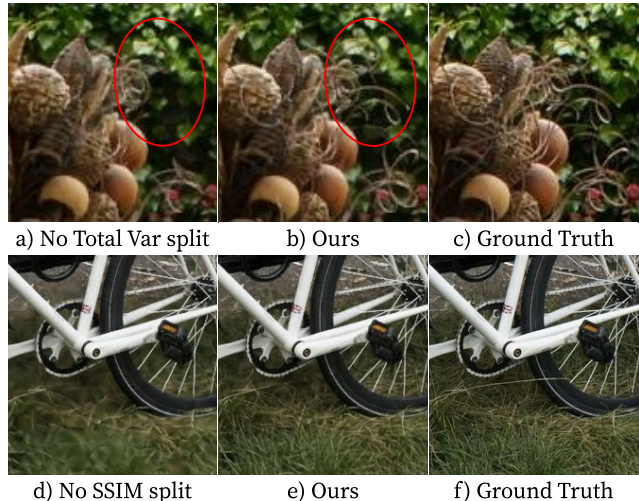 a) No Total Var split
b) Ours
c) Ground Truth
d) No SSIM split
e) Ours
f) Ground Truth